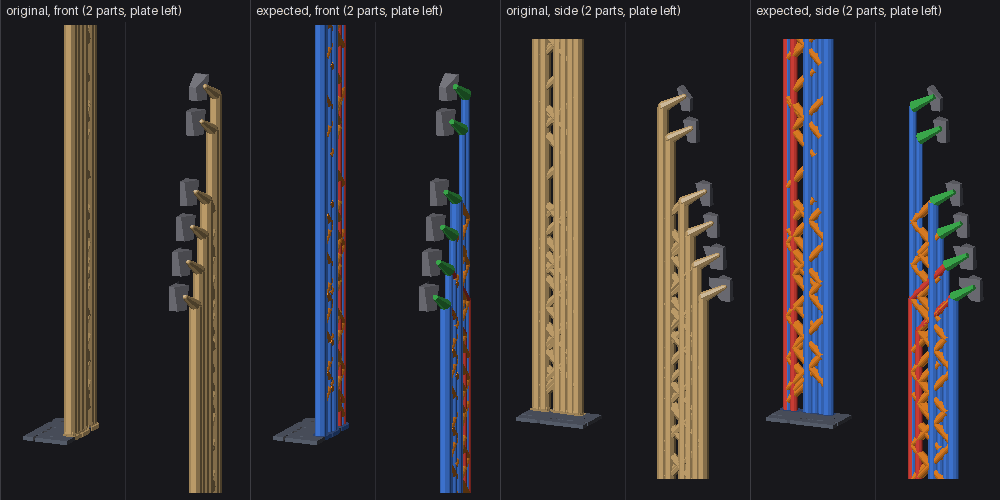 original, front (2 parts, plate left)
expected, front (2 parts, plate left)
original, side (2 parts, plate left)
expected, side (2 parts, plate left)